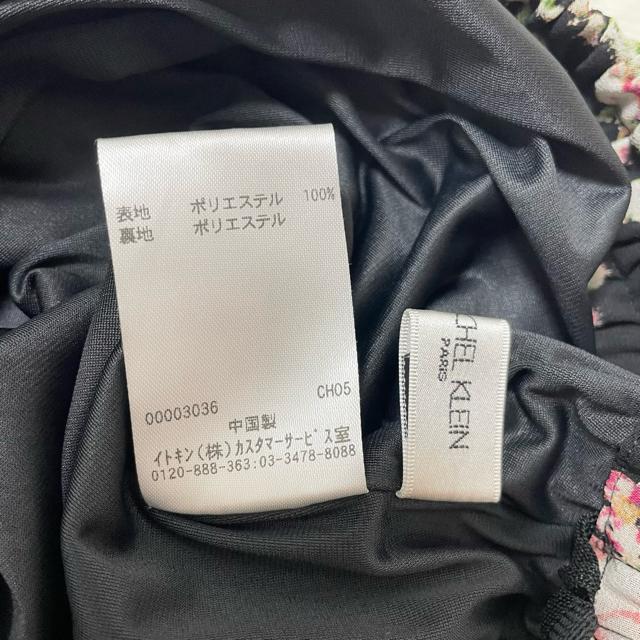 表地 ポリエステル 100%
裏地 ポリエステル
00003036 CH05
中国製
イトキン(株)カスタマーサービス室
0120-888-363:03-3478-8088
CHEL KLEIN
PARIS